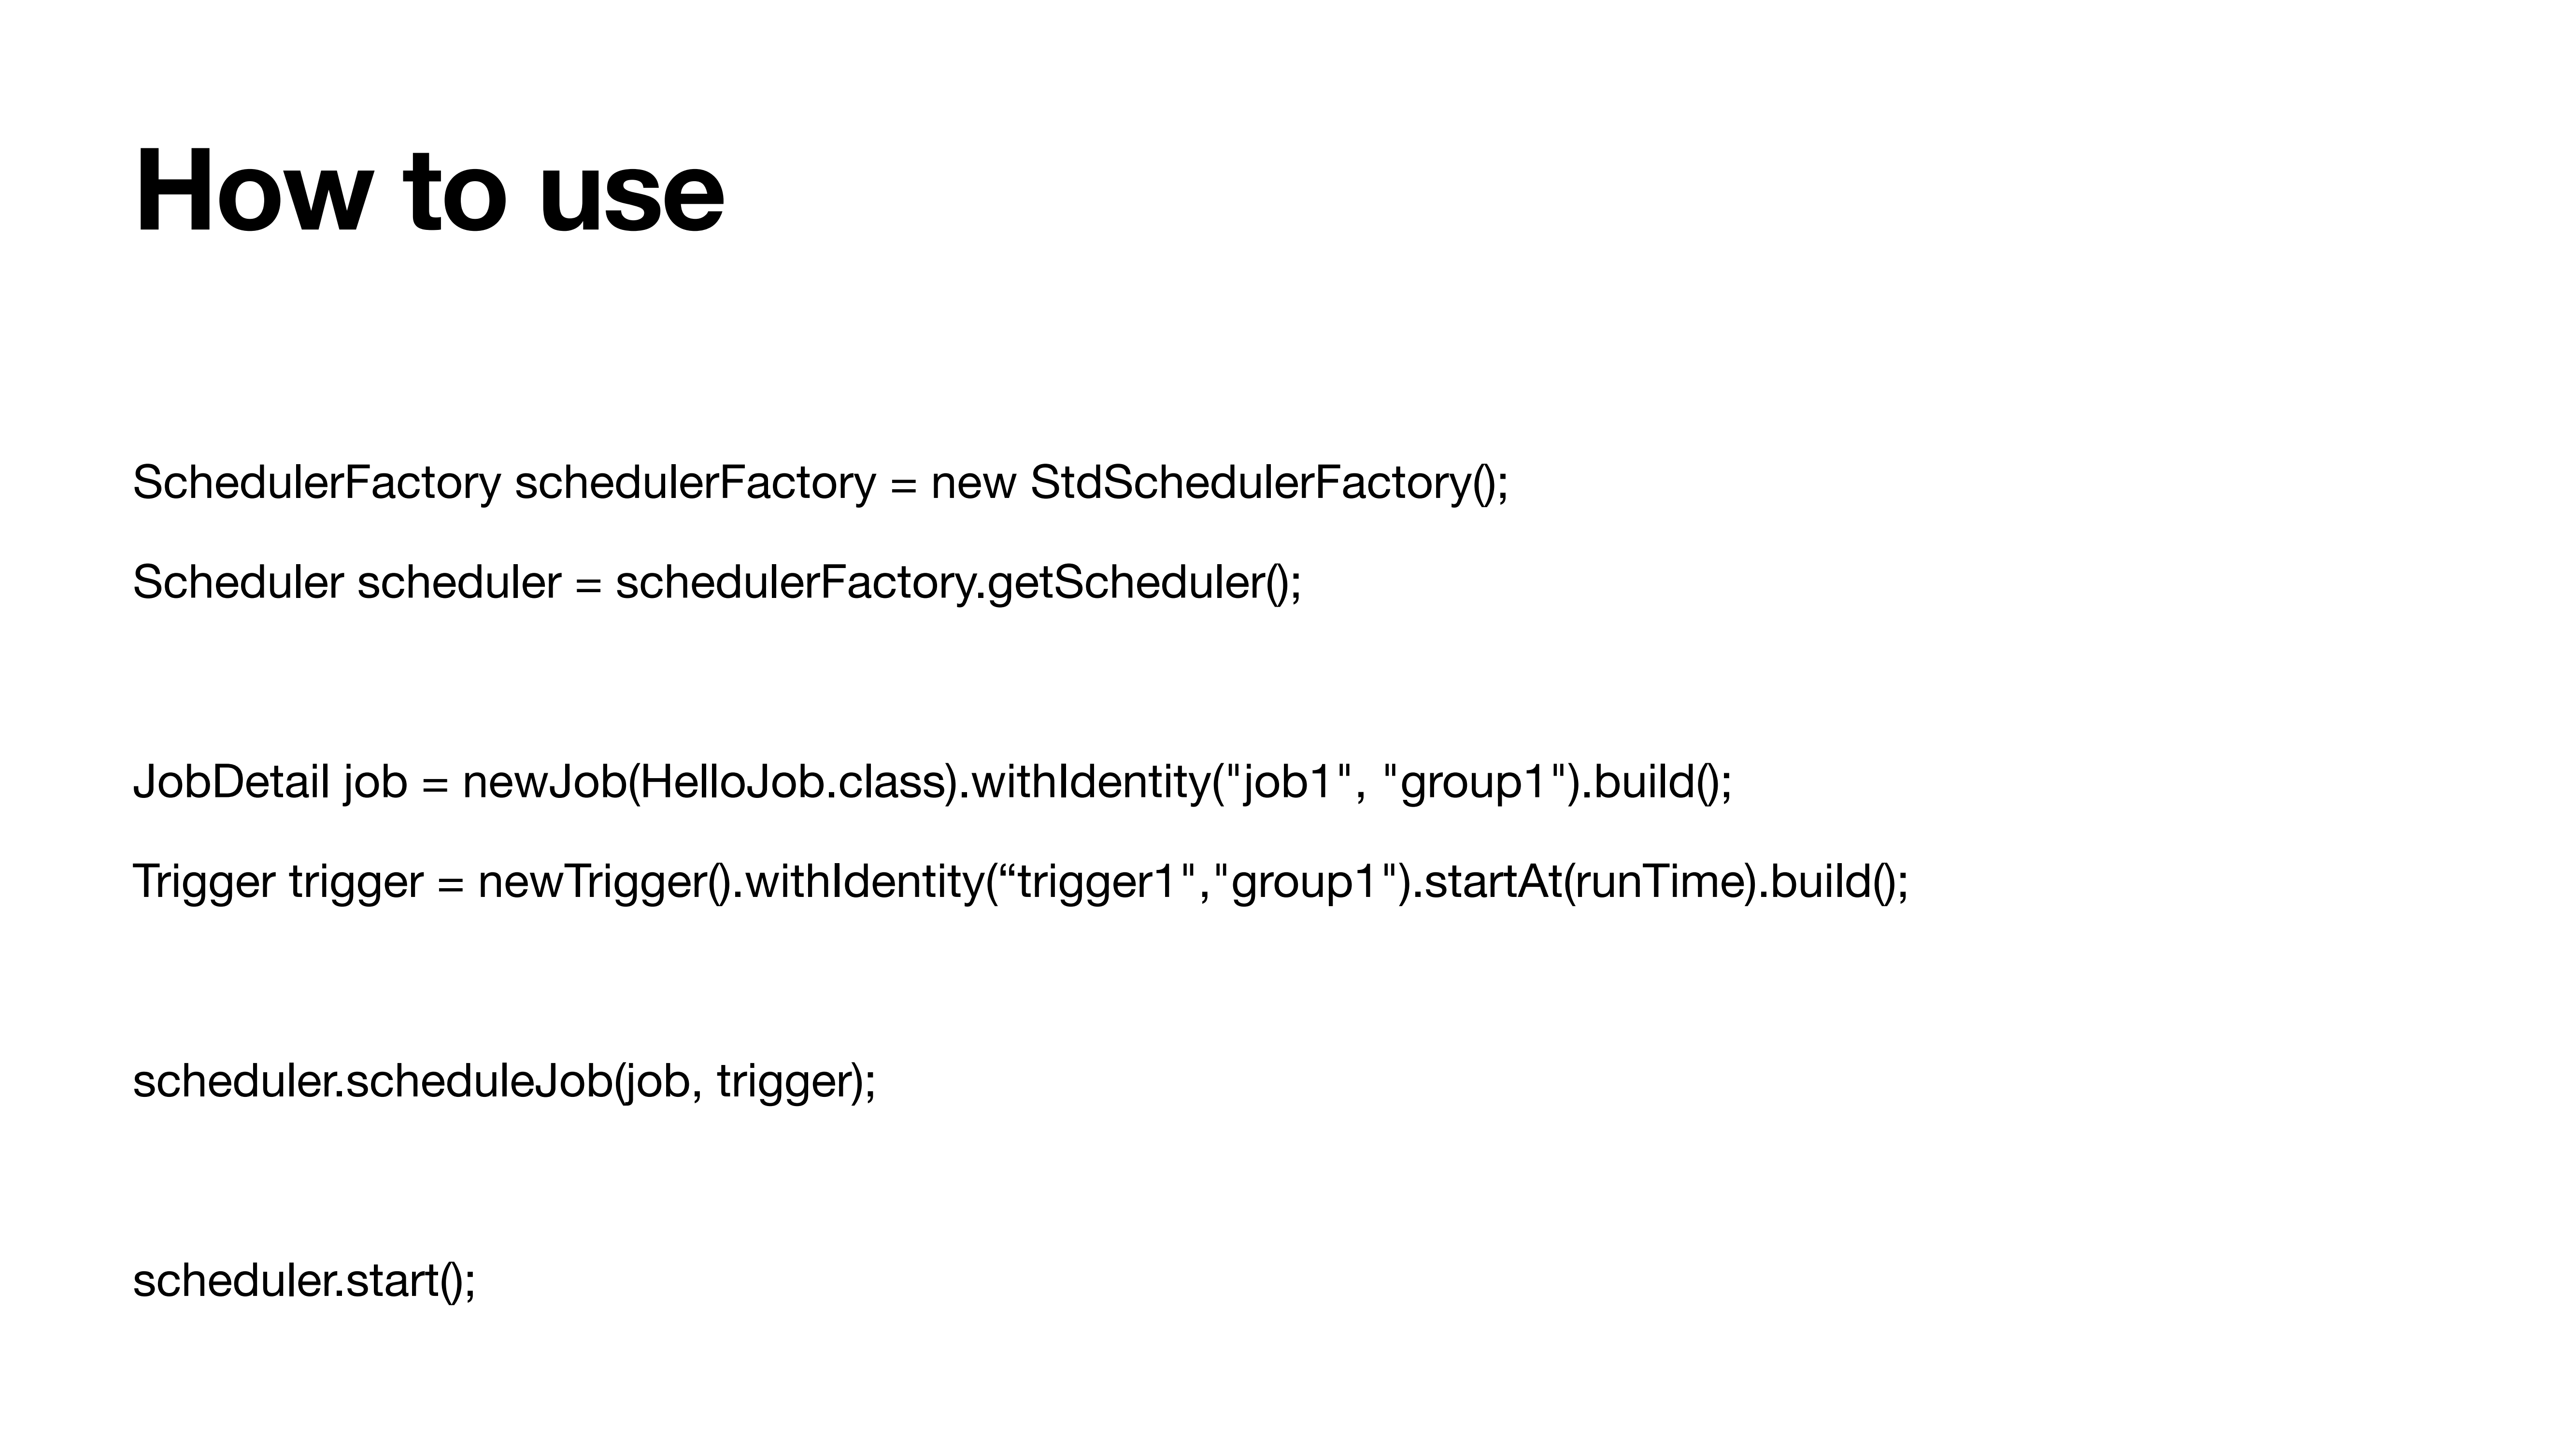 How to use
SchedulerFactory schedulerFactory = new StdSchedulerFactory();
Scheduler scheduler = schedulerFactory.getScheduler();
JobDetail job = newJob(HelloJob.class).withIdentity("job1", "group1").build();
Trigger trigger = newTrigger().withIdentity(“trigger1","group1").startAt(runTime).build();
scheduler.scheduleJob(job, trigger);
scheduler.start();